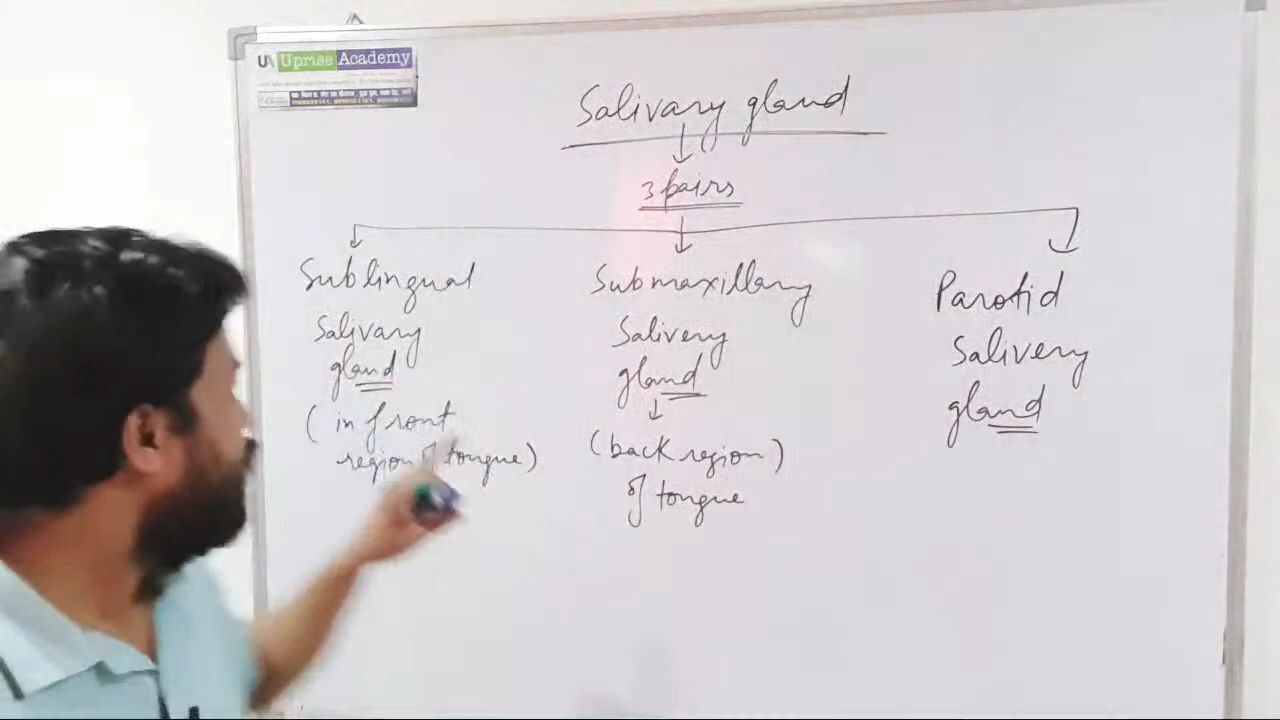 Uprise Academy
Salivary gland
3 pairs
Sublingual
Salivary
gland
(in front
region of tongue)
Submaxillary
Salivery
gland
(back region)
of tongue
Parotid
Salivery
gland